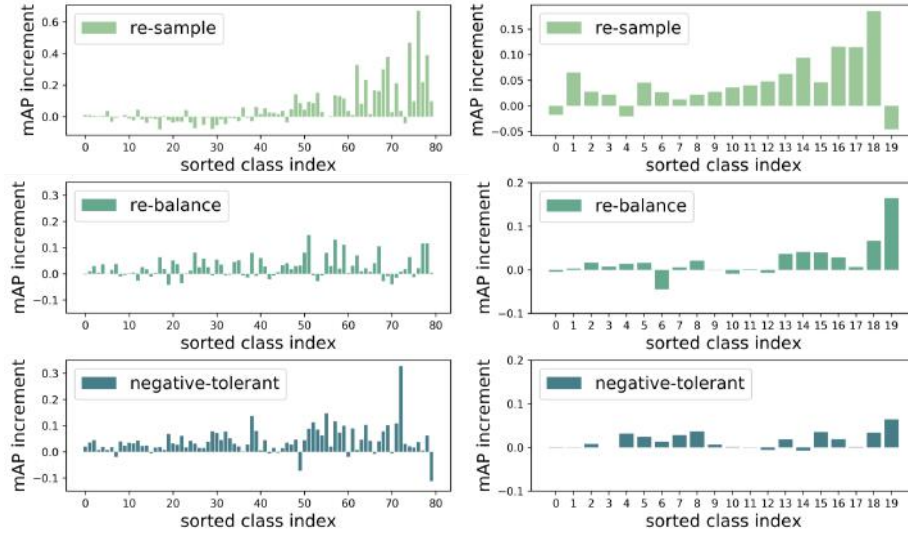 re-sample
mAP increment
0.6
0.4
0.2
0.0
0 10 20 30 40 50 60 70 80
sorted class index
re-sample
mAP increment
0.15
0.10
0.05
0.00
−0.05
0 1 2 3 4 5 6 7 8 9 10 11 12 13 14 15 16 17 18 19
sorted class index
re-balance
mAP increment
0.3
0.2
0.1
0.0
−0.1
0 10 20 30 40 50 60 70 80
sorted class index
re-balance
mAP increment
0.2
0.1
0.0
−0.1
0 1 2 3 4 5 6 7 8 9 10 11 12 13 14 15 16 17 18 19
sorted class index
negative-tolerant
mAP increment
0.3
0.2
0.1
0.0
−0.1
0 10 20 30 40 50 60 70 80
sorted class index
negative-tolerant
mAP increment
0.2
0.1
0.0
−0.1
0 1 2 3 4 5 6 7 8 9 10 11 12 13 14 15 16 17 18 19
sorted class index